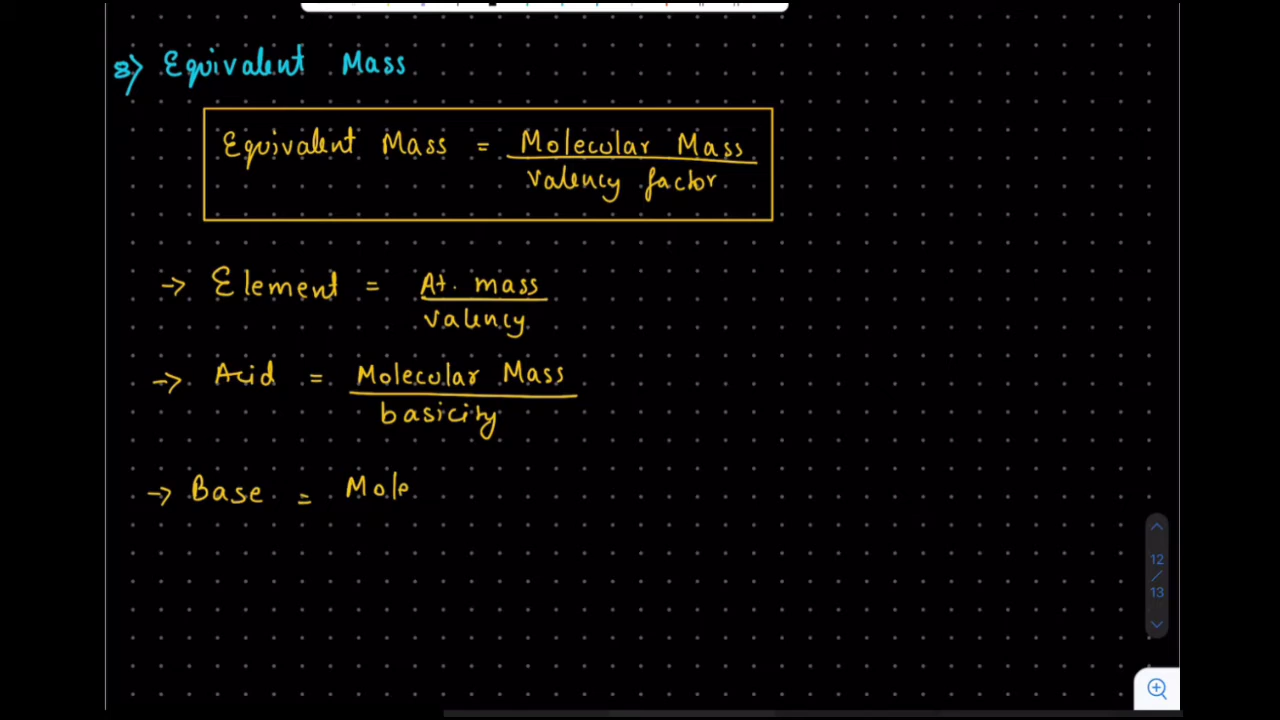 8) Equivalent Mass
Equivalent Mass = Molecular Mass
valency factor
→ Element = At. mass
valency
→ Acid = Molecular Mass
basicity
→ Base = Mole
12
/
13